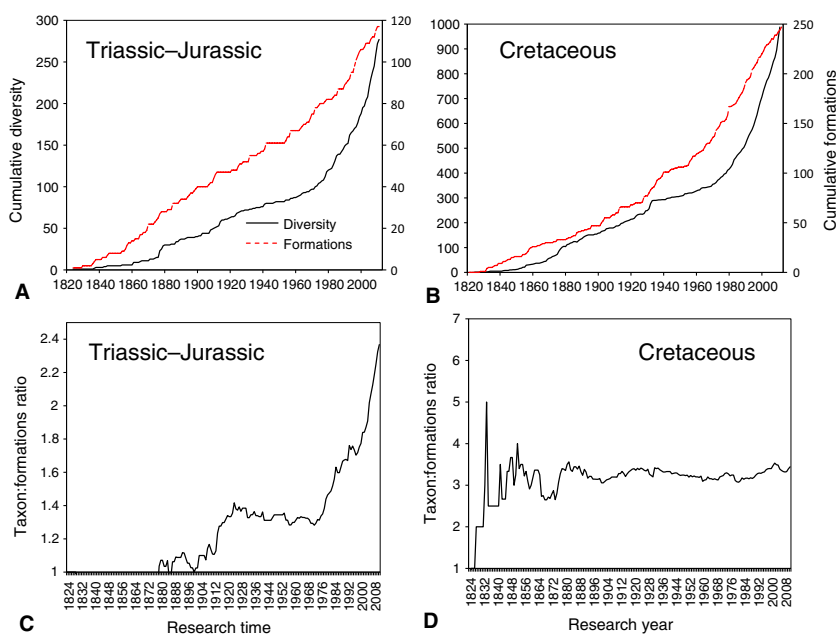 Triassic–Jurassic
Cumulative diversity
300
250
200
150
100
50
0
120
100
80
60
40
20
0
1820 1840 1860 1880 1900 1920 1940 1960 1980 2000
Diversity
Formations
A
Cretaceous
1000
900
800
700
600
500
400
300
200
100
0
250
200
150
100
50
0
Cumulative formations
1820 1840 1860 1880 1900 1920 1940 1960 1980 2000
B
Triassic–Jurassic
Taxon:formations ratio
2.4
2.2
2
1.8
1.6
1.4
1.2
1
1824 1832 1840 1848 1856 1864 1872 1880 1888 1896 1904 1912 1920 1928 1936 1944 1952 1960 1968 1976 1984 1992 2000 2008
Research time
C
Cretaceous
Taxon:formations ratio
7
6
5
4
3
2
1
1824 1832 1840 1848 1856 1864 1872 1880 1888 1896 1904 1912 1920 1928 1936 1944 1952 1960 1968 1976 1984 1992 2000 2008
Research year
D